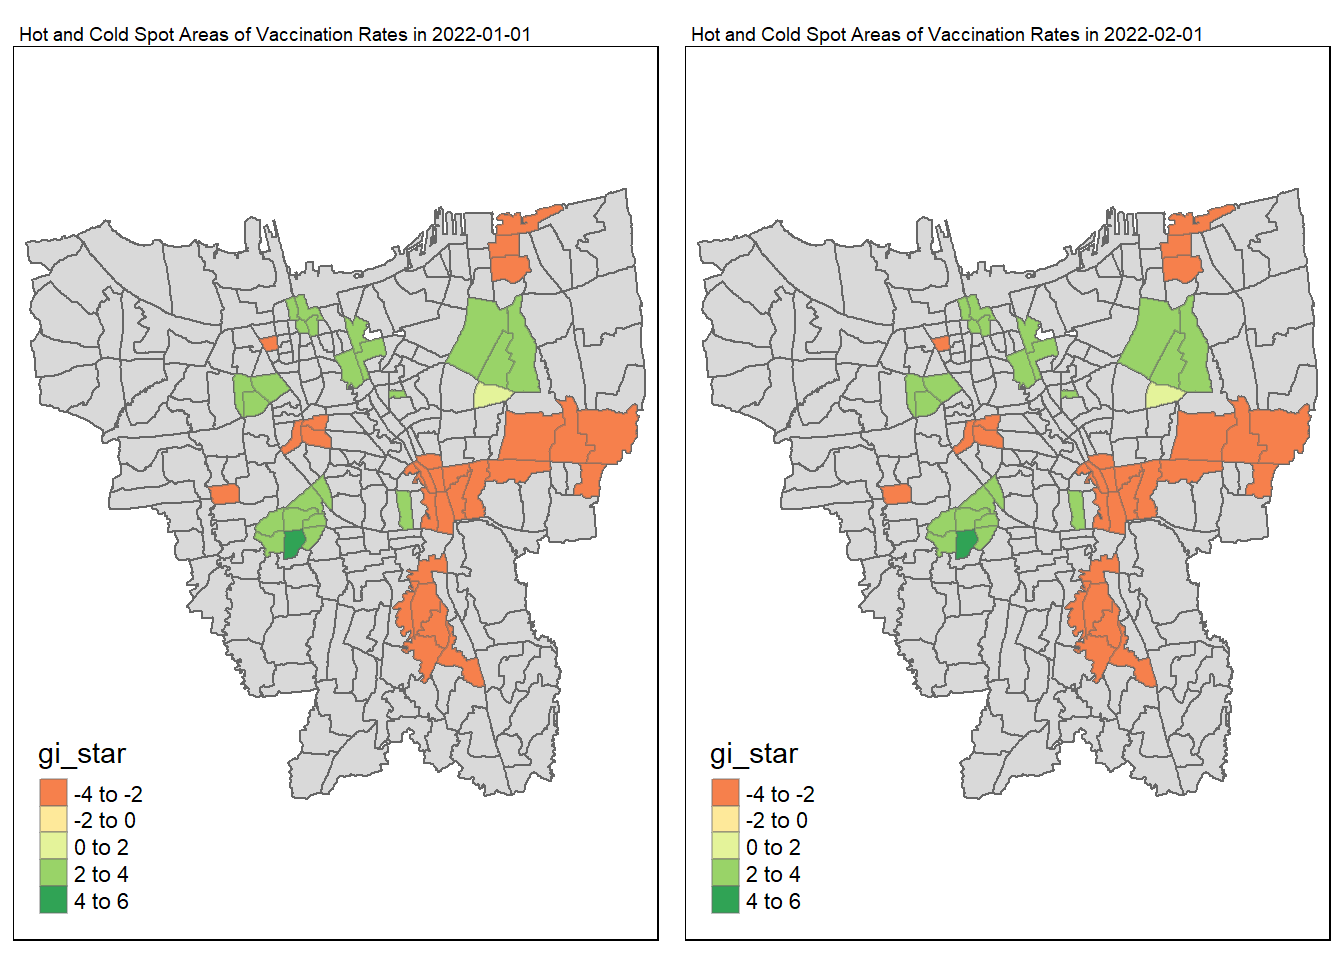 Hot and Cold Spot Areas of Vaccination Rates in 2022-01-01
gi_star
-4 to -2
-2 to 0
0 to 2
2 to 4
4 to 6
Hot and Cold Spot Areas of Vaccination Rates in 2022-02-01
gi_star
-4 to -2
-2 to 0
0 to 2
2 to 4
4 to 6